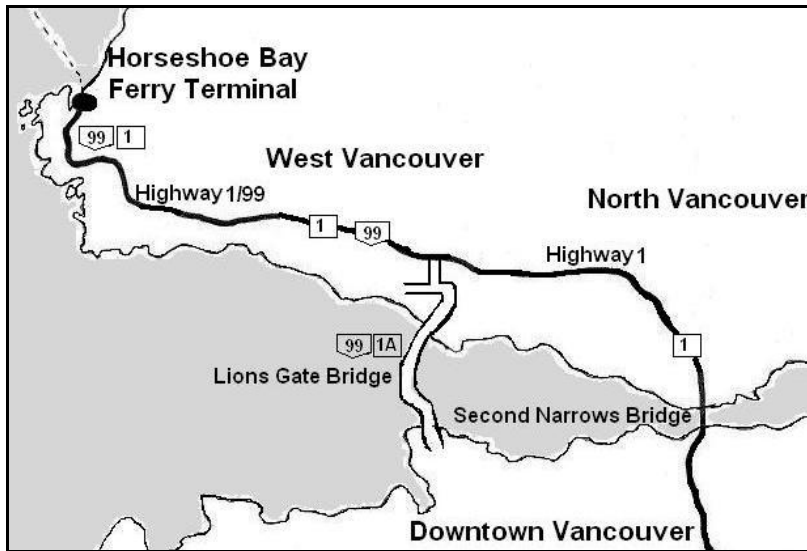 Horseshoe Bay
Ferry Terminal
99 1
West Vancouver
Highway 1/99
North Vancouver
1 99
Highway 1
99 1A
1
Lions Gate Bridge
Second Narrows Bridge
Downtown Vancouver